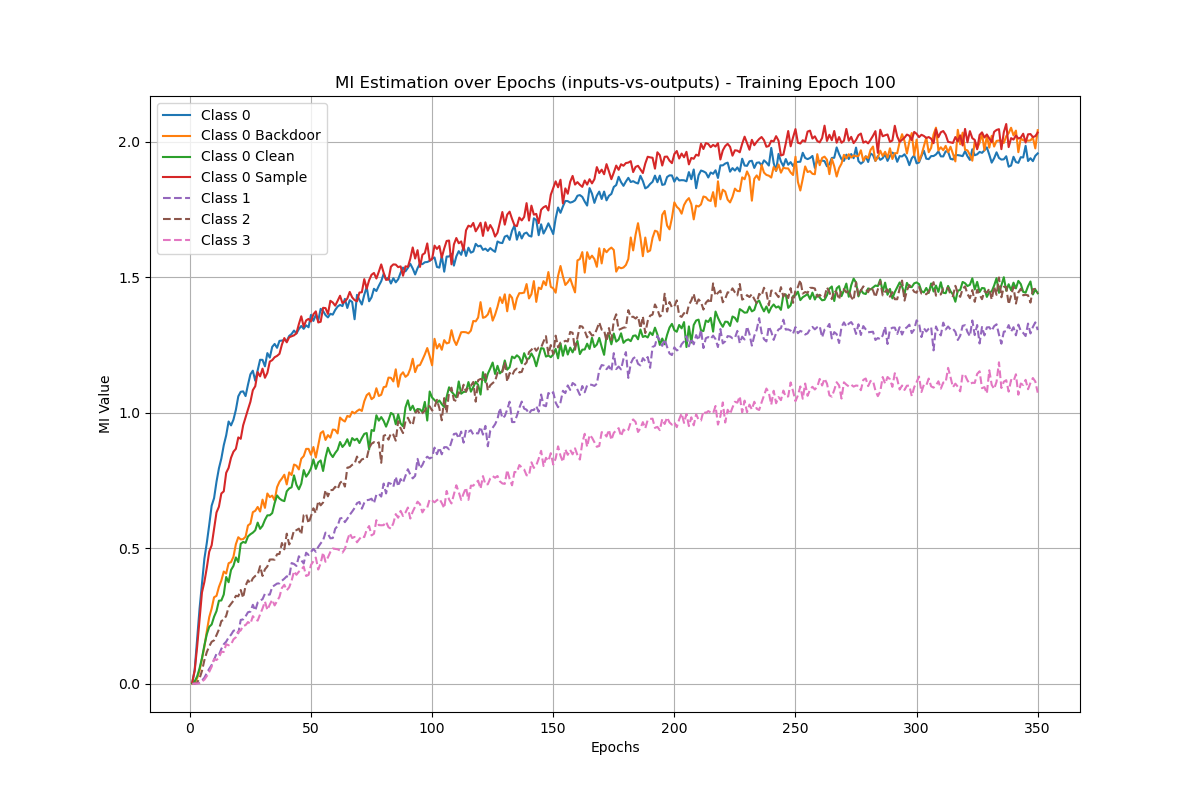 MI Estimation over Epochs (inputs-vs-outputs) - Training Epoch 100
Class 0
Class 0 Backdoor
Class 0 Clean
Class 0 Sample
Class 1
Class 2
Class 3
MI Value
2.0
1.5
1.0
0.5
0.0
0 50 100 150 200 250 300 350
Epochs